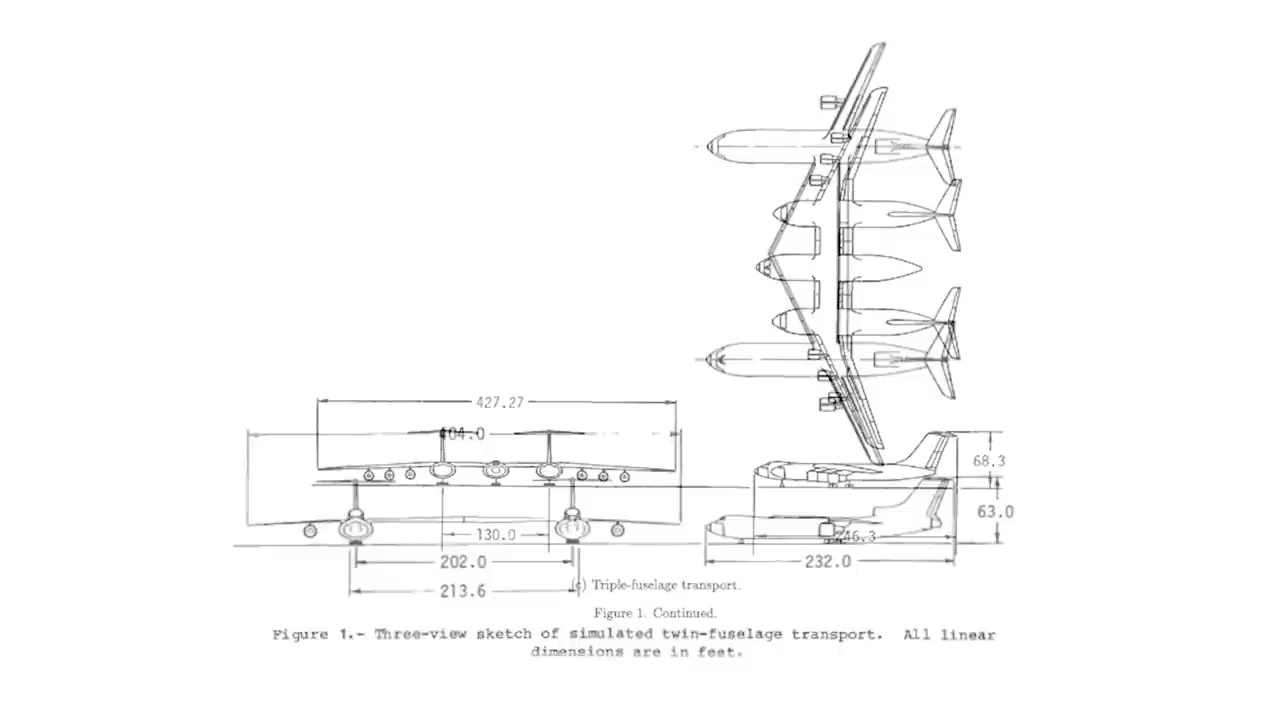 427.27
404.0
68.3
63.0
130.0
246.3
202.0
232.0
213.6
(c) Triple-fuselage transport.
Figure 1. Continued.
Figure 1.- Three-view sketch of simulated twin-fuselage transport. All linear
dimensions are in feet.